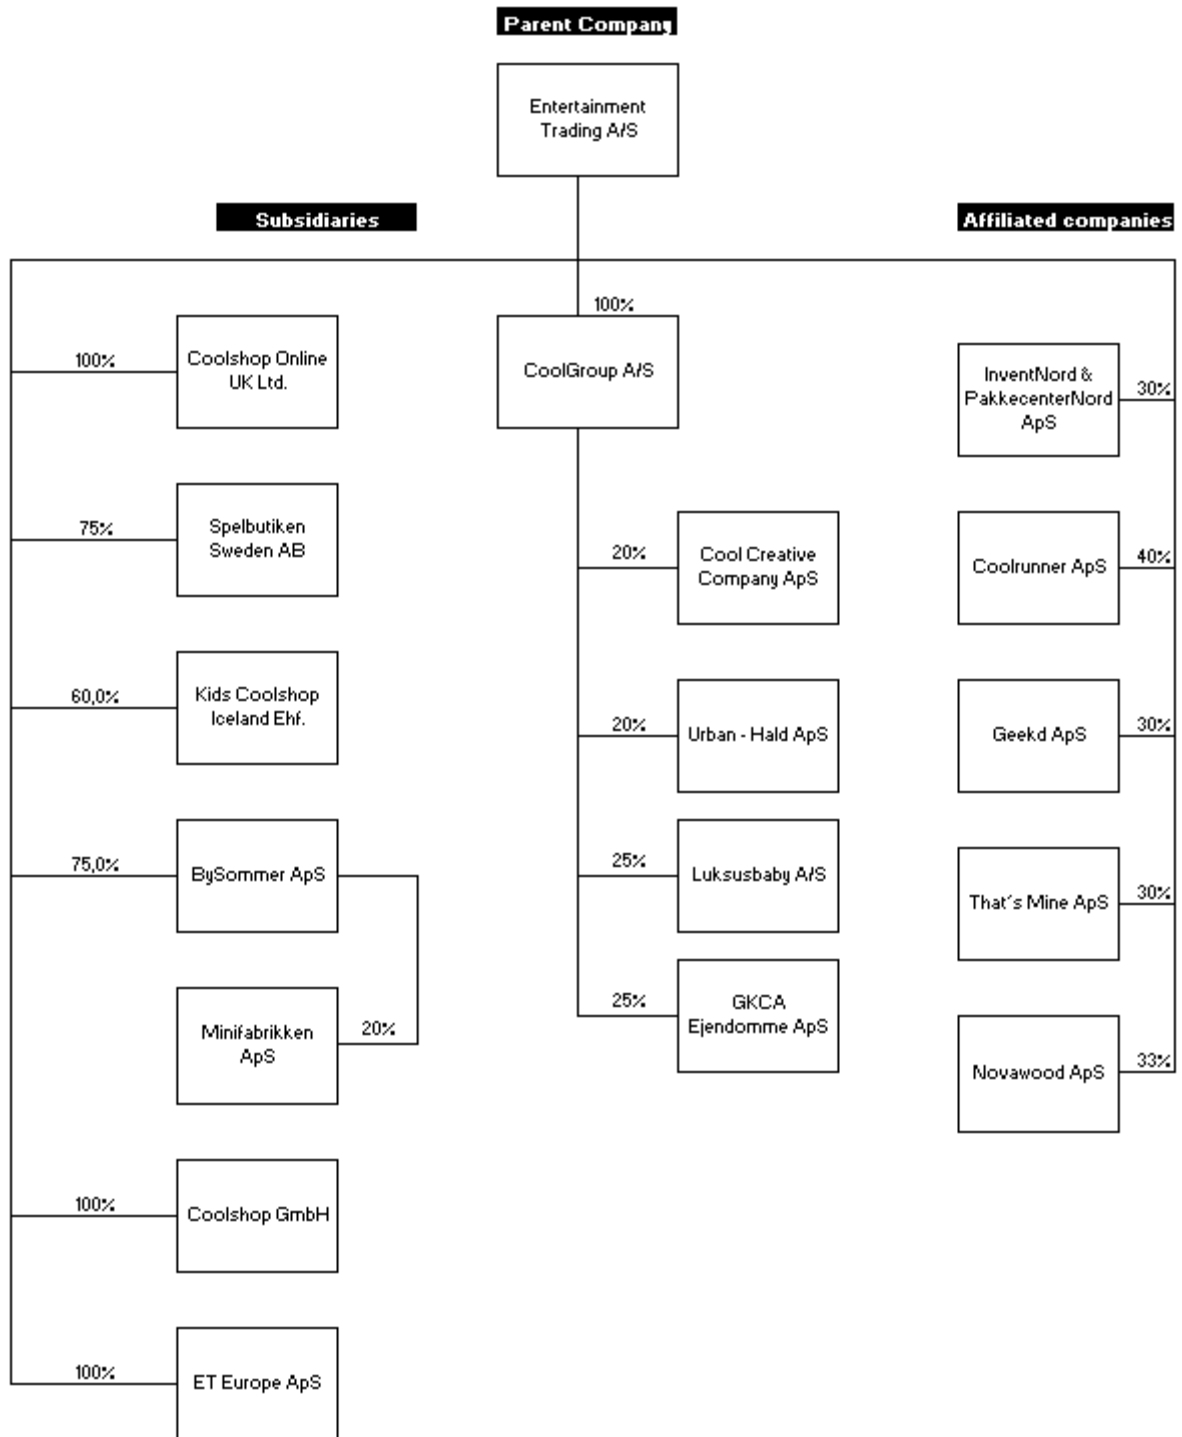 Parent Company
Entertainment
Trading A/S
Subsidiaries
Affiliated companies
100%
CoolGroup A/S
100%
Coolshop Online
UK Ltd.
75%
Spelbutiken
Sweden AB
60,0%
Kids Coolshop
Iceland Ehf.
75,0%
BySommer ApS
Minifabrikken
ApS
20%
100%
Coolshop GmbH
100%
ET Europe ApS
20%
Cool Creative
Company ApS
20%
Urban - Hald ApS
25%
Luksusbaby A/S
25%
GKCA
Ejendomme ApS
InventNord &
PakkecenterNord
ApS
30%
Coolrunner ApS
40%
Geekd ApS
30%
That´s Mine ApS
30%
Novawood ApS
33%